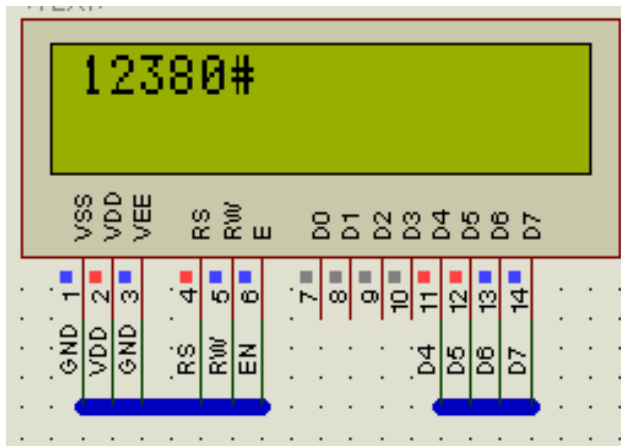 12380#
VSS VDD VEE RS RW E D0 D1 D2 D3 D4 D5 D6 D7
1 2 3 4 5 6 7 8 9 10 11 12 13 14
GND VDD GND RS RW EN D4 D5 D6 D7